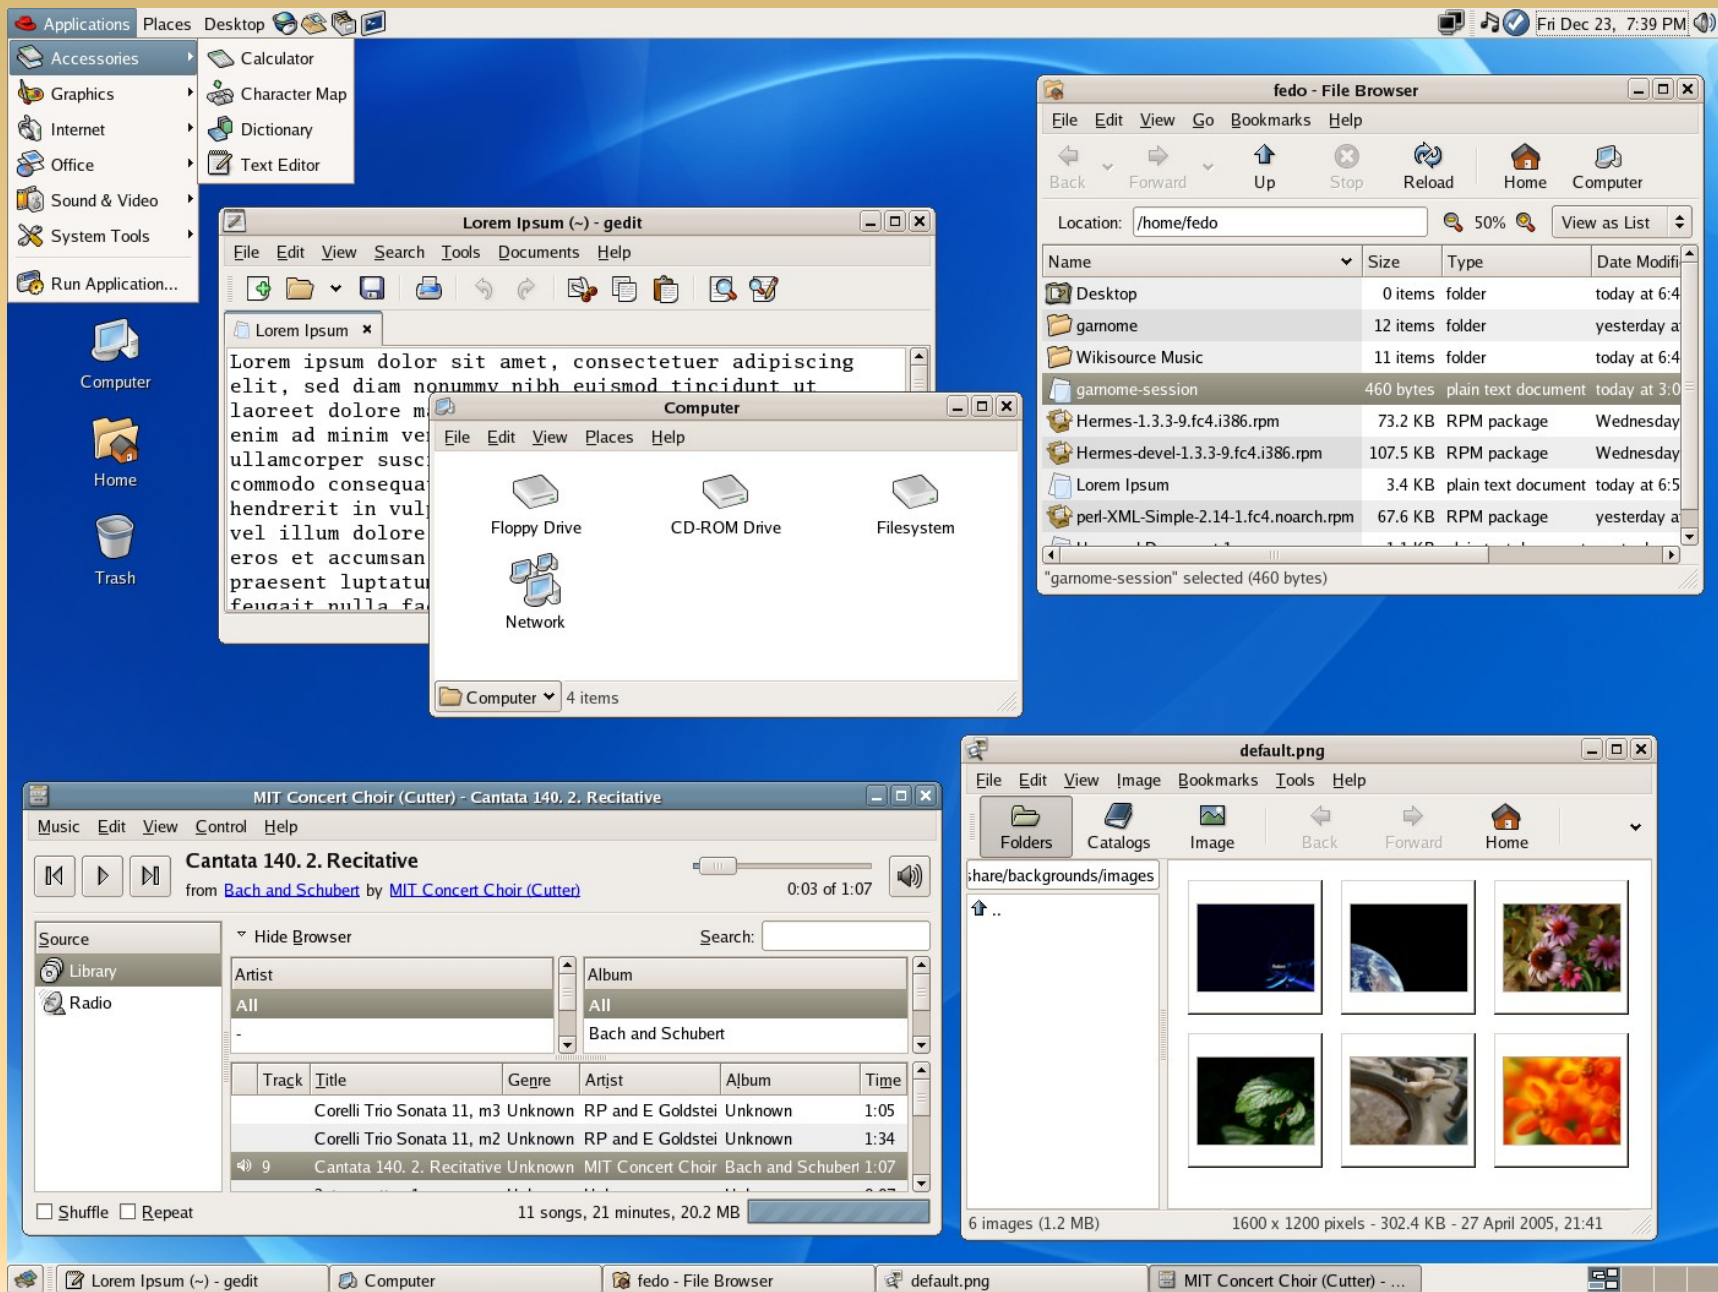 Applications Places Desktop Fri Dec 23, 7:39 PM
Accessories
Graphics
Internet
Office
Sound & Video
System Tools
Run Application...
Calculator
Character Map
Dictionary
Text Editor
Computer
Home
Trash
Lorem Ipsum (~) - gedit
File Edit View Search Tools Documents Help
Lorem Ipsum
Lorem ipsum dolor sit amet, consectetuer adipiscing
elit, sed diam nonummy nibh euismod tincidunt ut
laoreet dolore
enim ad minim
ullamcorper
commodo
hendrerit in
vel illum dolore
eros et accumsan
praesent
feugait nulla
Computer
File Edit View Places Help
Floppy Drive CD-ROM Drive Filesystem
Network
Computer 4 items
fedo - File Browser
File Edit View Go Bookmarks Help
Back Forward Up Stop Reload Home Computer
Location: /home/fedo 50% View as List
Name Size Type Date Modifi
Desktop 0 items folder today at 6:4
garnome 12 items folder yesterday a
Wikisource Music 11 items folder today at 6:4
garnome-session 460 bytes plain text document today at 3:0
Hermes-1.3.3-9.fc4.i386.rpm 73.2 KB RPM package Wednesday
Hermes-devel-1.3.3-9.fc4.i386.rpm 107.5 KB RPM package Wednesday
Lorem Ipsum 3.4 KB plain text document today at 6:5
perl-XML-Simple-2.14-1.fc4.noarch.rpm 67.6 KB RPM package yesterday a
"garnome-session" selected (460 bytes)
MIT Concert Choir (Cutter) - Cantata 140. 2. Recitative
Music Edit View Control Help
Cantata 140. 2. Recitative
from Bach and Schubert by MIT Concert Choir (Cutter) 0:03 of 1:07
Source
Library
Radio
Hide Browser Search:
Artist Album
All All
- Bach and Schubert
Track Title Genre Artist Album Time
Corelli Trio Sonata 11, m3 Unknown RP and E Goldstei Unknown 1:05
Corelli Trio Sonata 11, m2 Unknown RP and E Goldstei Unknown 1:34
9 Cantata 140. 2. Recitative Unknown MIT Concert Choir Bach and Schubert 1:07
Shuffle Repeat 11 songs, 21 minutes, 20.2 MB
default.png
File Edit View Image Bookmarks Tools Help
Folders Catalogs Image Back Forward Home
share/backgrounds/images
..
6 images (1.2 MB) 1600 x 1200 pixels - 302.4 KB - 27 April 2005, 21:41
Lorem Ipsum (~) - gedit Computer fedo - File Browser default.png MIT Concert Choir (Cutter) - ...